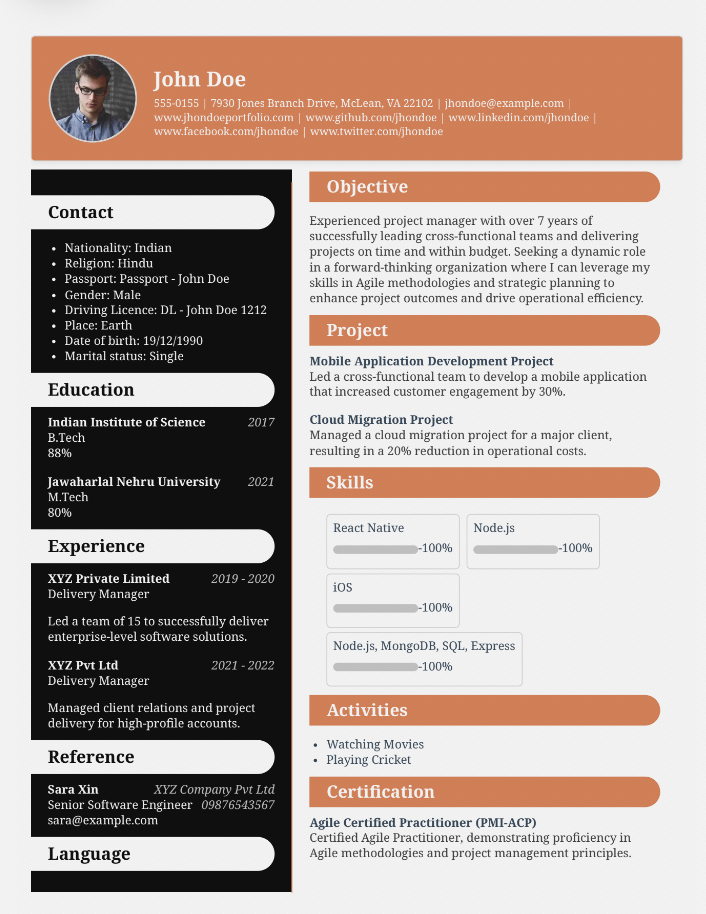 John Doe
555-0155 | 7930 Jones Branch Drive, McLean, VA 22102 | jhondoe@example.com |
www.jhondoeportfolio.com | www.github.com/jhondoe | www.linkedin.com/jhondoe |
www.facebook.com/jhondoe | www.twitter.com/jhondoe
Contact
• Nationality: Indian
• Religion: Hindu
• Passport: Passport - John Doe
• Gender: Male
• Driving Licence: DL - John Doe 1212
• Place: Earth
• Date of birth: 19/12/1990
• Marital status: Single
Education
Indian Institute of Science 2017
B.Tech
88%
Jawaharlal Nehru University 2021
M.Tech
80%
Experience
XYZ Private Limited 2019 - 2020
Delivery Manager
Led a team of 15 to successfully deliver
enterprise-level software solutions.
XYZ Pvt Ltd 2021 - 2022
Delivery Manager
Managed client relations and project
delivery for high-profile accounts.
Reference
Sara Xin XYZ Company Pvt Ltd
Senior Software Engineer 09876543567
sara@example.com
Language
Objective
Experienced project manager with over 7 years of
successfully leading cross-functional teams and delivering
projects on time and within budget. Seeking a dynamic role
in a forward-thinking organization where I can leverage my
skills in Agile methodologies and strategic planning to
enhance project outcomes and drive operational efficiency.
Project
Mobile Application Development Project
Led a cross-functional team to develop a mobile application
that increased customer engagement by 30%.
Cloud Migration Project
Managed a cloud migration project for a major client,
resulting in a 20% reduction in operational costs.
Skills
React Native
-100%
Node.js
-100%
iOS
-100%
Node.js, MongoDB, SQL, Express
-100%
Activities
• Watching Movies
• Playing Cricket
Certification
Agile Certified Practitioner (PMI-ACP)
Certified Agile Practitioner, demonstrating proficiency in
Agile methodologies and project management principles.